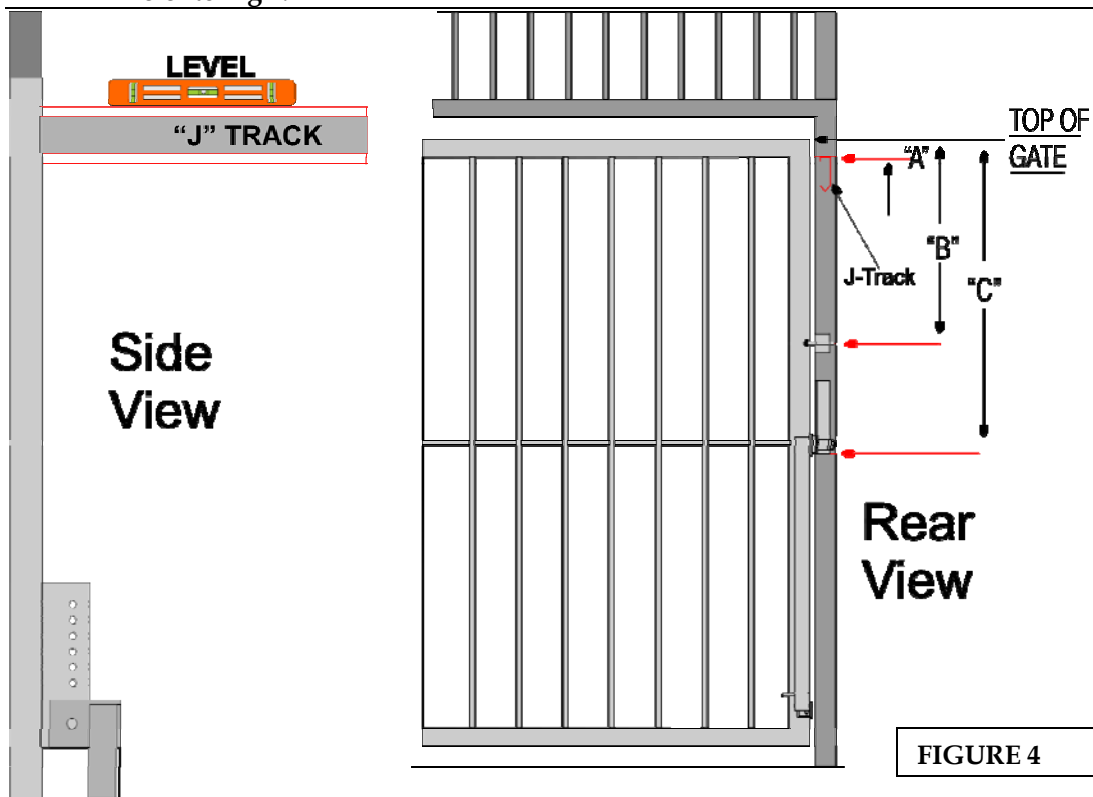 LEVEL
“J” TRACK
TOP OF
GATE
“A”
“B”
J-Track
“C”
Side
View
Rear
View
FIGURE 4